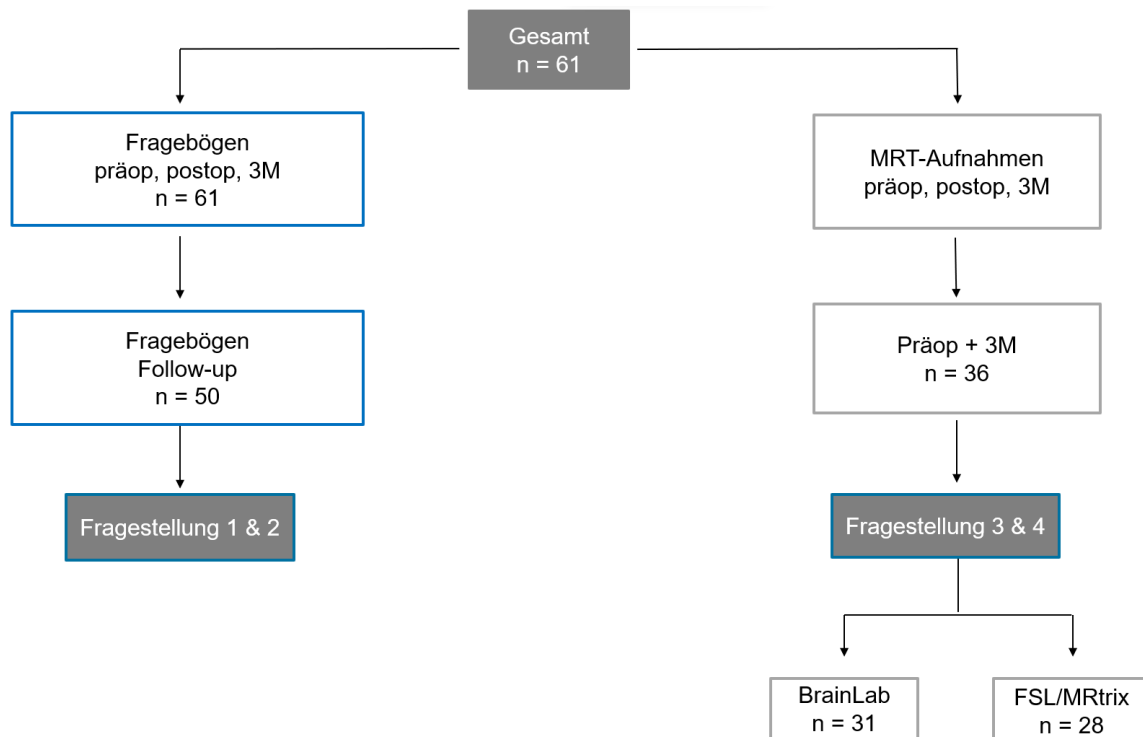 Gesamt
n = 61
Fragebögen
präop, postop, 3M
n = 61
MRT-Aufnahmen
präop, postop, 3M
Fragebögen
Follow-up
n = 50
Präop + 3M
n = 36
Fragestellung 1 & 2
Fragestellung 3 & 4
BrainLab
n = 31
FSL/MRtrix
n = 28